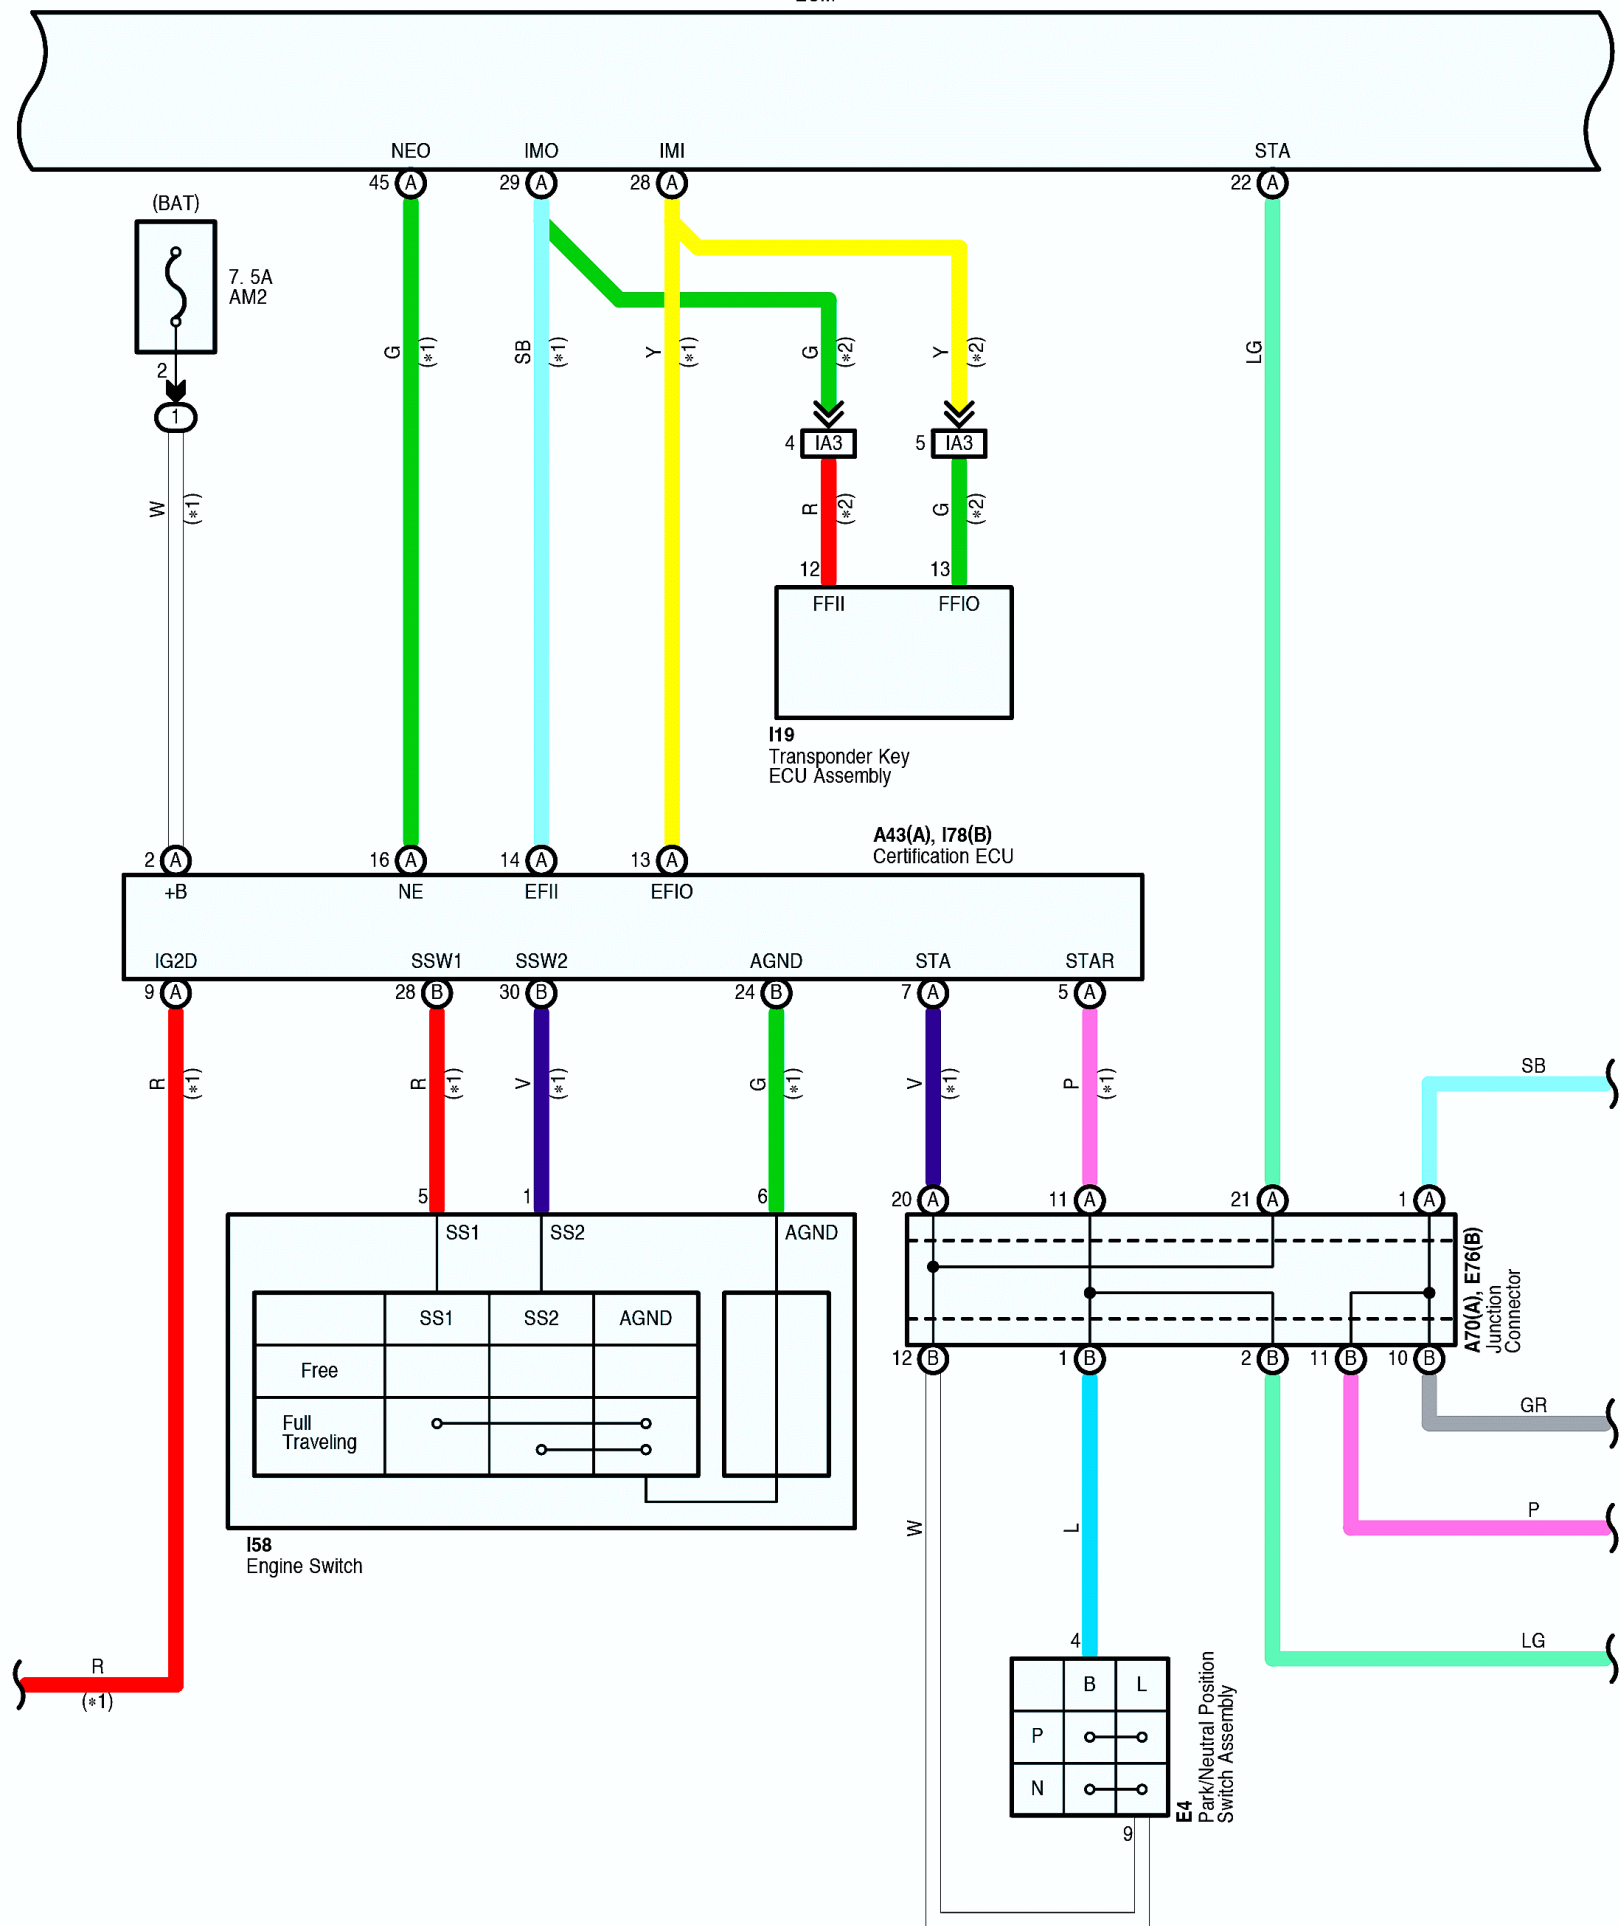 NEO IMO IMI STA
45 A 29 A 28 A 22 A
(BAT)
7. 5A
AM2
2
1
G (*1) SB (*1) Y (*1) G (*2) Y (*2) LG
4 IA3 5 IA3
W (*1) R (*2) G (*2)
12 13
FFII FFIO
I19
Transponder Key
ECU Assembly
A43(A), I78(B)
Certification ECU
2 A 16 A 14 A 13 A
+B NE EFII EFIO
IG2D SSW1 SSW2 AGND STA STAR
9 A 28 B 30 B 24 B 7 A 5 A
R (*1) R (*1) V (*1) G (*1) V (*1) P (*1)
SB
5 1 6
20 A 11 A 21 A 1 A
SS1 SS2 AGND
A70(A), E76(B)
Junction
Connector
SS1 SS2 AGND
Free
Full
Traveling
12 B 1 B 2 B 11 B 10 B
GR
P
I58
Engine Switch
W L
LG
R
(*1)
4
B L
P
N
9
E4
Park/Neutral Position
Switch Assembly